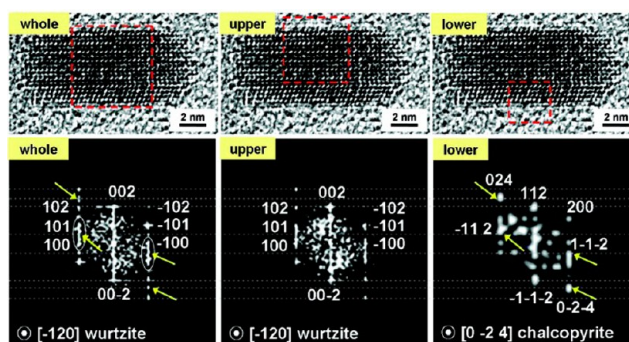 whole
upper
lower
2 nm
2 nm
2 nm
whole
upper
lower
002
102
-102
101
-101
100
-100
00-2
[-120] wurtzite
002
102
-102
101
-101
100
-100
00-2
[-120] wurtzite
024
112
200
-11 2
1-1-2
-1-1-2
0-2-4
[0 -2 4] chalcopyrite